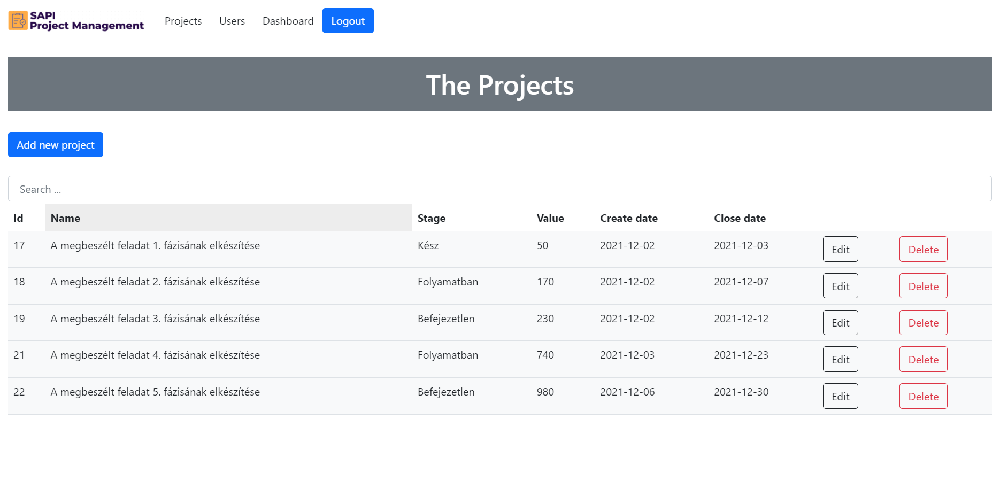 SAPI
Project Management
Projects Users Dashboard Logout
The Projects
Add new project
Search ...
Id Name Stage Value Create date Close date
17 A megbeszélt feladat 1. fázisának elkészítése Kész 50 2021-12-02 2021-12-03 Edit Delete
18 A megbeszélt feladat 2. fázisának elkészítése Folyamatban 170 2021-12-02 2021-12-07 Edit Delete
19 A megbeszélt feladat 3. fázisának elkészítése Befejezetlen 230 2021-12-02 2021-12-12 Edit Delete
21 A megbeszélt feladat 4. fázisának elkészítése Folyamatban 740 2021-12-03 2021-12-23 Edit Delete
22 A megbeszélt feladat 5. fázisának elkészítése Befejezetlen 980 2021-12-06 2021-12-30 Edit Delete